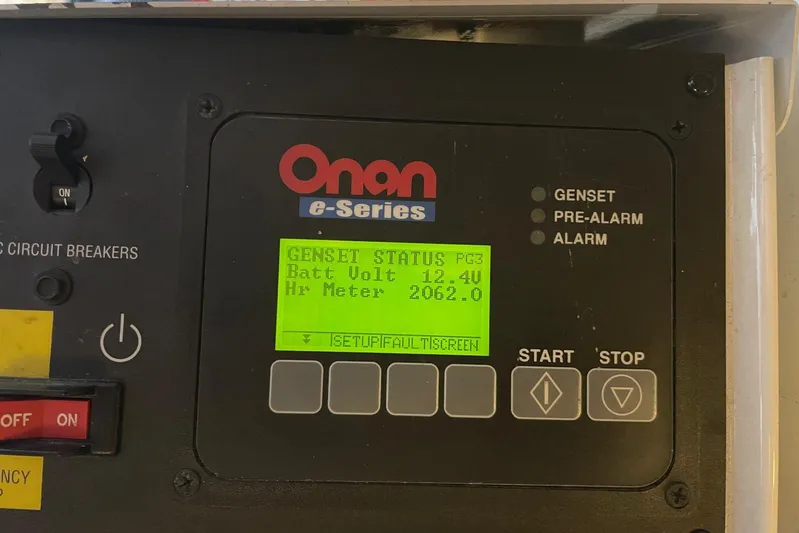 ON
C CIRCUIT BREAKERS
OFF ON
NCY
Onan
e-Series
GENSET
PRE-ALARM
ALARM
GENSET STATUS PG3
Batt Volt 12.4V
Hr Meter 2062.0
SETUP FAULT SCREEN
START STOP